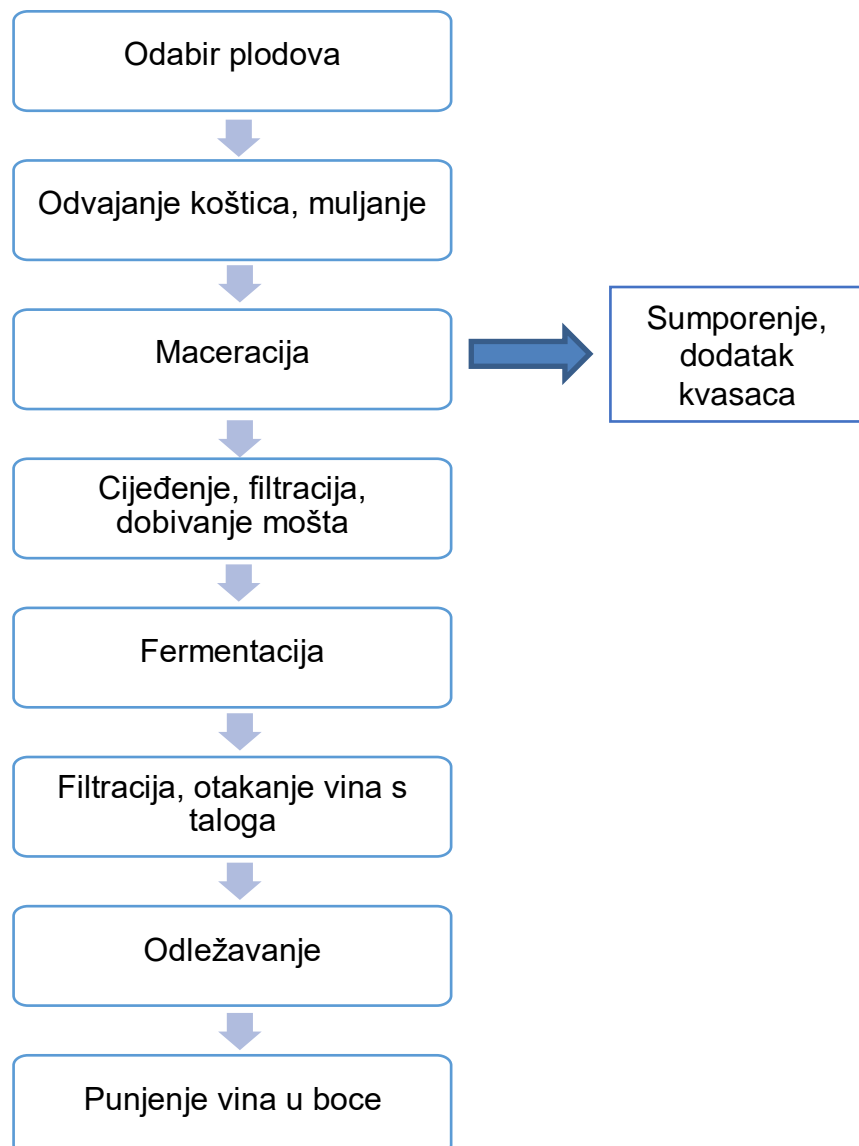 Odabir plodova
Odvajanje koštica, muljanje
Maceracija
Sumporenje,
dodatak
kvasaca
Cijeđenje, filtracija,
dobivanje mošta
Fermentacija
Filtracija, otakanje vina s
taloga
Odležavanje
Punjenje vina u boce